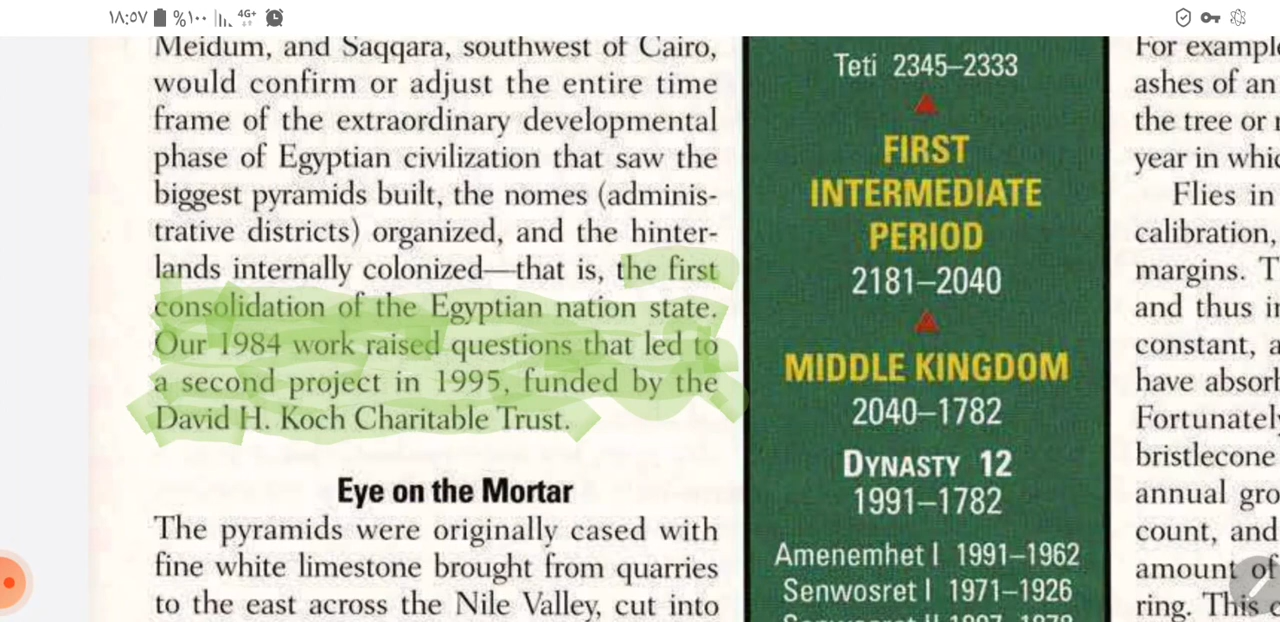 ١٨:٥٧ %١٠٠ 4G+
Meidum, and Saqqara, southwest of Cairo,
would confirm or adjust the entire time
frame of the extraordinary developmental
phase of Egyptian civilization that saw the
biggest pyramids built, the nomes (adminis-
trative districts) organized, and the hinter-
lands internally colonized—that is, the first
consolidation of the Egyptian nation state.
Our 1984 work raised questions that led to
a second project in 1995, funded by the
David H. Koch Charitable Trust.
Eye on the Mortar
The pyramids were originally cased with
fine white limestone brought from quarries
to the east across the Nile Valley, cut into
Teti 2345–2333
FIRST
INTERMEDIATE
PERIOD
2181–2040
MIDDLE KINGDOM
2040–1782
DYNASTY 12
1991–1782
Amenemhet I 1991–1962
Senwosret I 1971–1926
For example
ashes of an
the tree or
year in whic
Flies in
calibration,
margins. T
and thus in
constant, a
have absorb
Fortunately
bristlecone
annual gro
count, and
amount of
ring. This